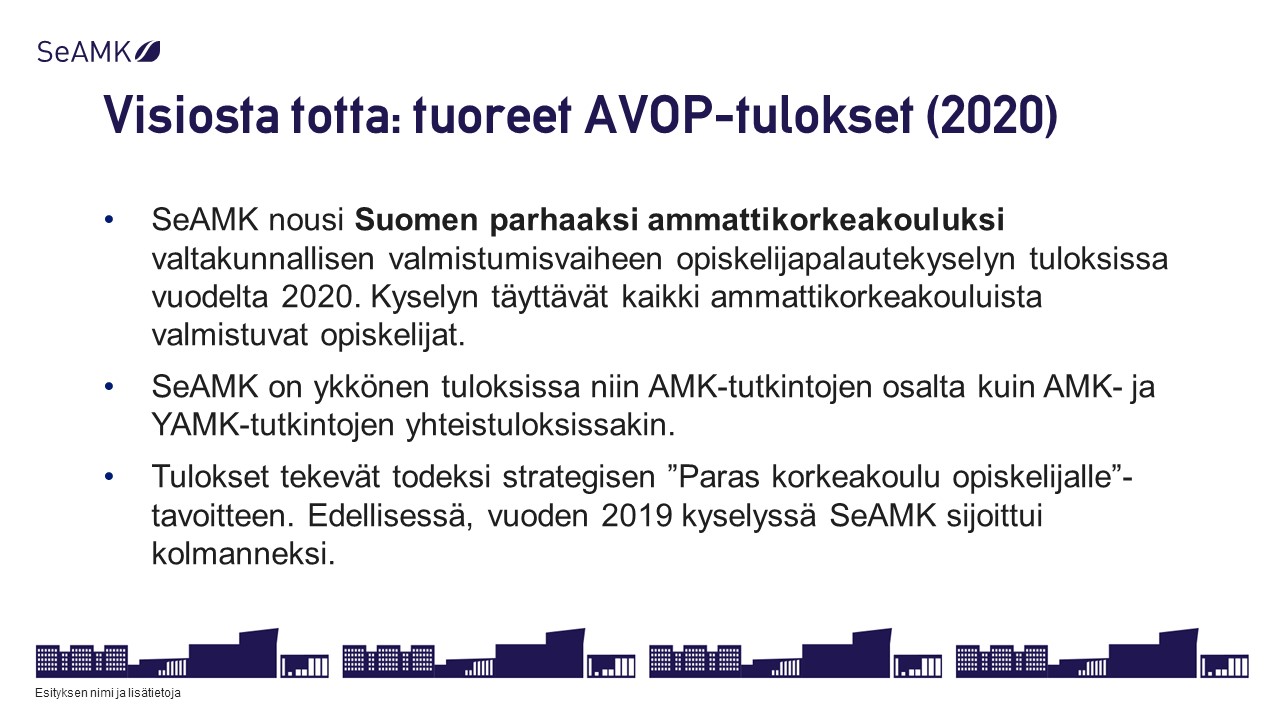 SeAMK
Visiosta totta: tuoreet AVOP-tulokset (2020)
• SeAMK nousi Suomen parhaaksi ammattikorkeakouluksi
valtakunnallisen valmistumisvaiheen opiskelijapalautekyselyn tuloksissa
vuodelta 2020. Kyselyn täyttävät kaikki ammattikorkeakouluista
valmistuvat opiskelijat.
• SeAMK on ykkönen tuloksissa niin AMK-tutkintojen osalta kuin AMK- ja
YAMK-tutkintojen yhteistuloksissakin.
• Tulokset tekevät todeksi strategisen ”Paras korkeakoulu opiskelijalle”-
tavoitteen. Edellisessä, vuoden 2019 kyselyssä SeAMK sijoittui
kolmanneksi.
Esityksen nimi ja lisätietoja